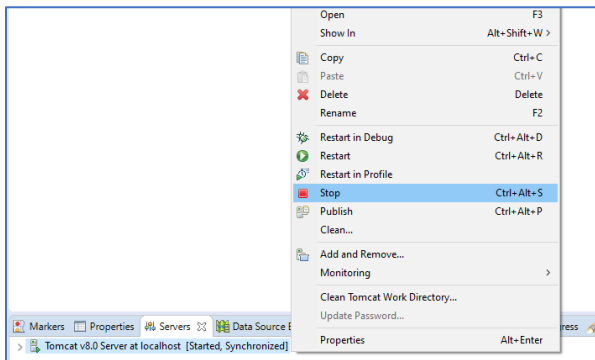 Open F3
Show In Alt+Shift+W >
Copy Ctrl+C
Paste Ctrl+V
Delete Delete
Rename F2
Restart in Debug Ctrl+Alt+D
Restart Ctrl+Alt+R
Restart in Profile
Stop Ctrl+Alt+S
Publish Ctrl+Alt+P
Clean...
Add and Remove...
Monitoring >
Clean Tomcat Work Directory...
Update Password...
Properties Alt+Enter
Markers Properties Servers Data Source
Tomcat v8.0 Server at localhost [Started, Synchronized]